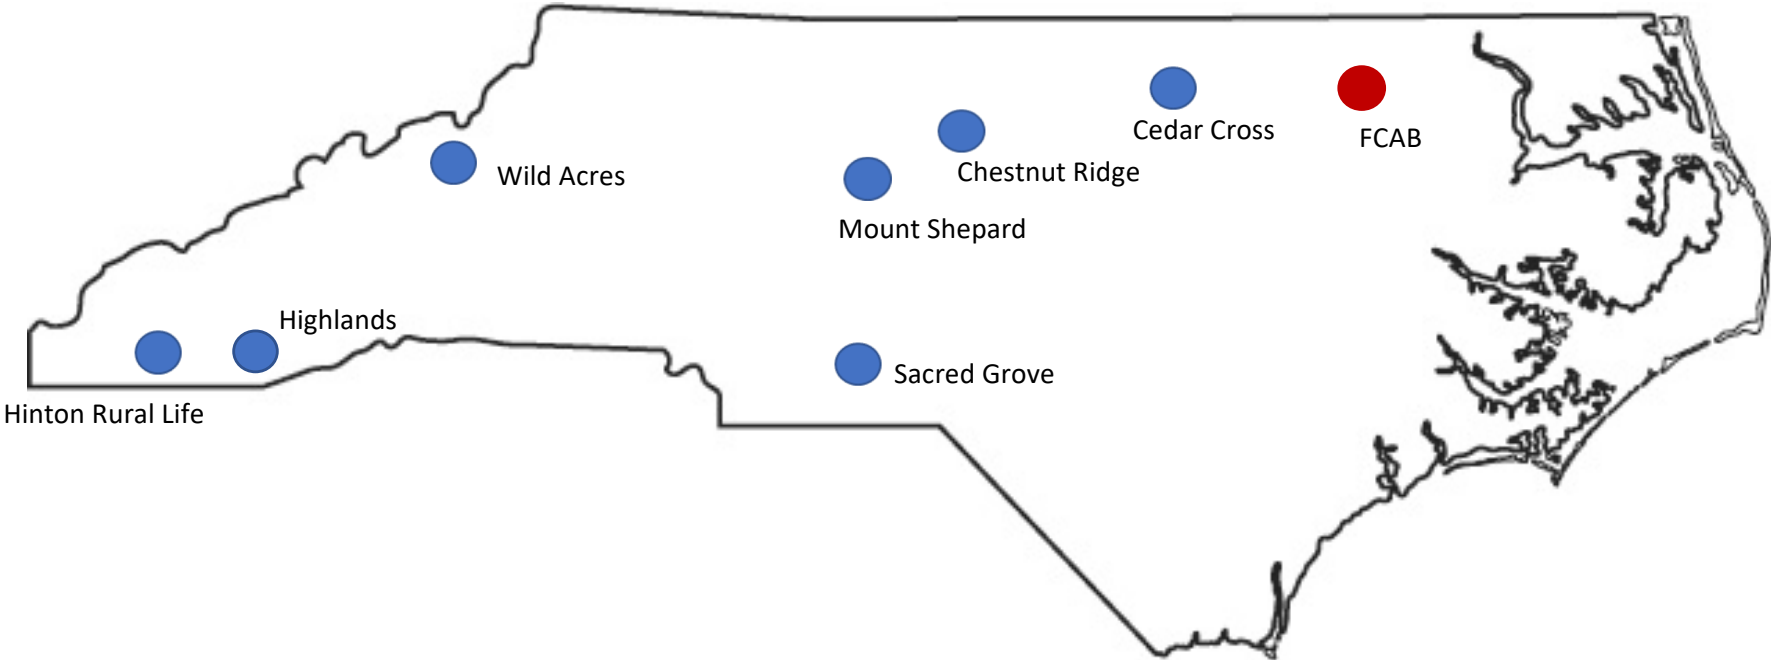 Cedar Cross
FCAB
Chestnut Ridge
Wild Acres
Mount Shepard
Highlands
Sacred Grove
Hinton Rural Life